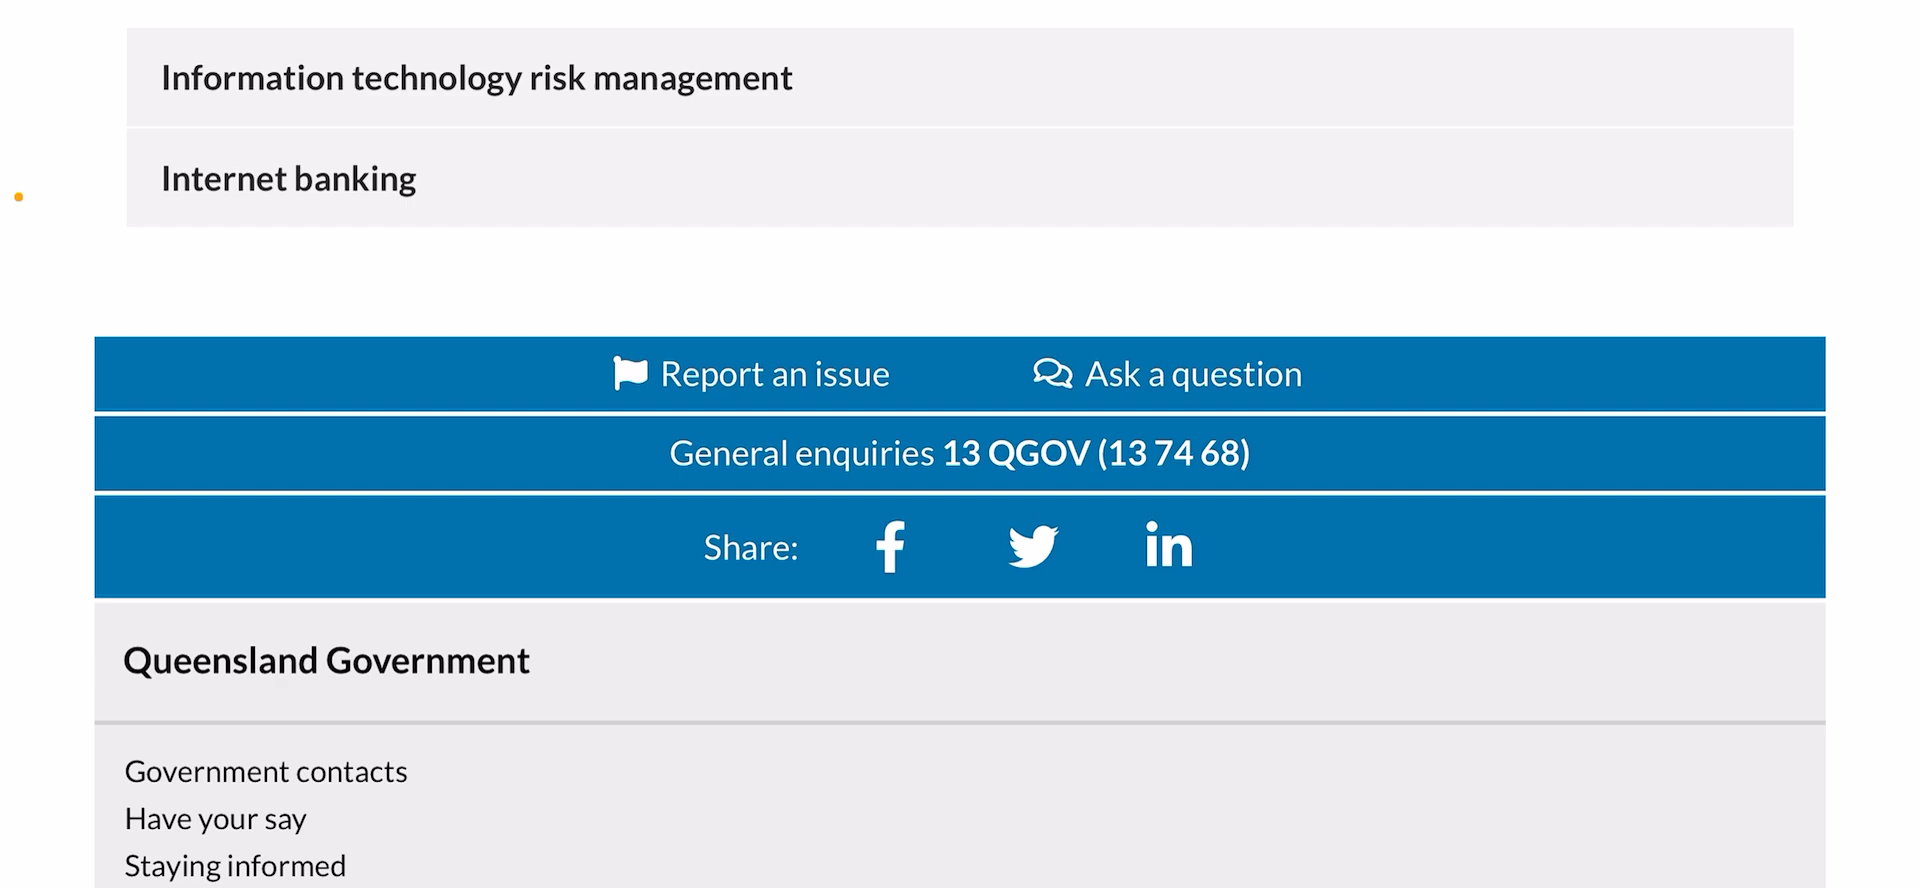 Information technology risk management
Internet banking
Report an issue Ask a question
General enquiries 13 QGOV (13 74 68)
Share:
Queensland Government
Government contacts
Have your say
Staying informed